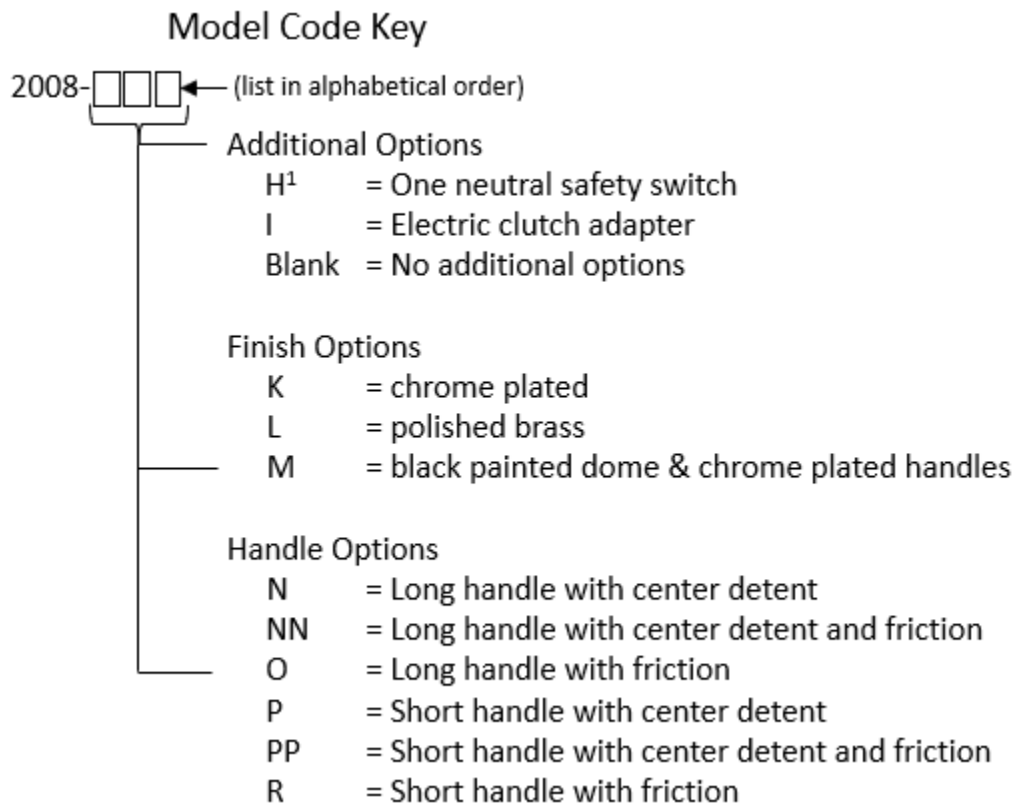 Model Code Key
2008-□□□ (list in alphabetical order)
Additional Options
H¹ = One neutral safety switch
I = Electric clutch adapter
Blank = No additional options
Finish Options
K = chrome plated
L = polished brass
M = black painted dome & chrome plated handles
Handle Options
N = Long handle with center detent
NN = Long handle with center detent and friction
O = Long handle with friction
P = Short handle with center detent
PP = Short handle with center detent and friction
R = Short handle with friction